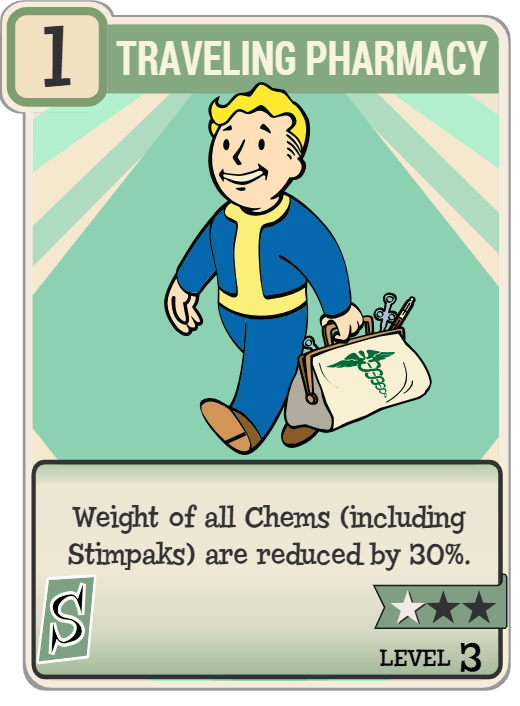 1
TRAVELING PHARMACY
Weight of all Chems (including
Stimpaks) are reduced by 30%.
S
LEVEL 3